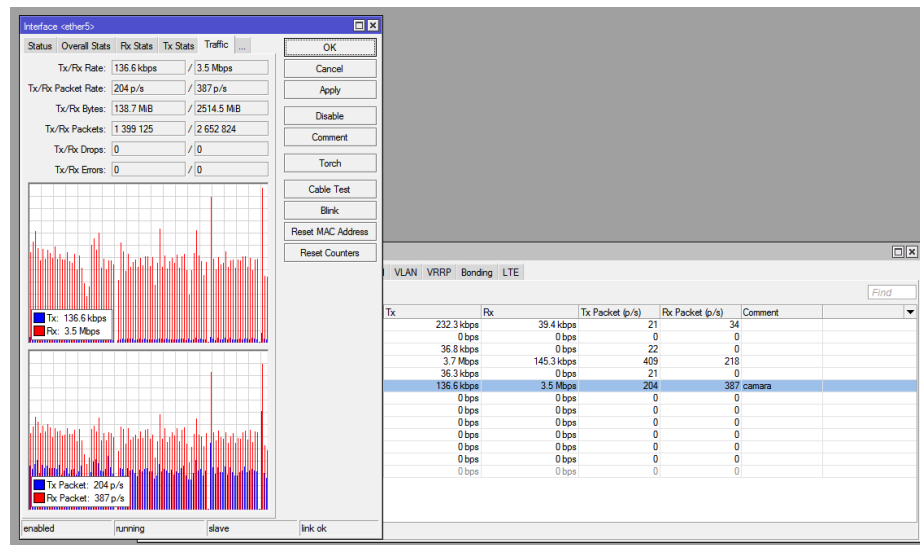 Interface <ether5>
Status Overall Stats Rx Stats Tx Stats Traffic ...
OK
Tx/Rx Rate: 136.6 kbps / 3.5 Mbps
Cancel
Tx/Rx Packet Rate: 204 p/s / 387 p/s
Apply
Tx/Rx Bytes: 138.7 MiB / 2514.5 MiB
Disable
Tx/Rx Packets: 1 399 125 / 2 652 824
Comment
Tx/Rx Drops: 0 / 0
Tx/Rx Errors: 0 / 0
Torch
Cable Test
Blink
Reset MAC Address
Reset Counters
Tx: 136.6 kbps
Rx: 3.5 Mbps
Tx Packet: 204 p/s
Rx Packet: 387 p/s
enabled running slave link ok
VLAN VRRP Bonding LTE
Find
Tx Rx Tx Packet (p/s) Rx Packet (p/s) Comment
232.3 kbps 39.4 kbps 21 34
0 bps 0 bps 0 0
36.8 kbps 0 bps 22 0
3.7 Mbps 145.3 kbps 409 218
36.3 kbps 0 bps 21 0
136.6 kbps 3.5 Mbps 204 387 camara
0 bps 0 bps 0 0
0 bps 0 bps 0 0
0 bps 0 bps 0 0
0 bps 0 bps 0 0
0 bps 0 bps 0 0
0 bps 0 bps 0 0
0 bps 0 bps 0 0